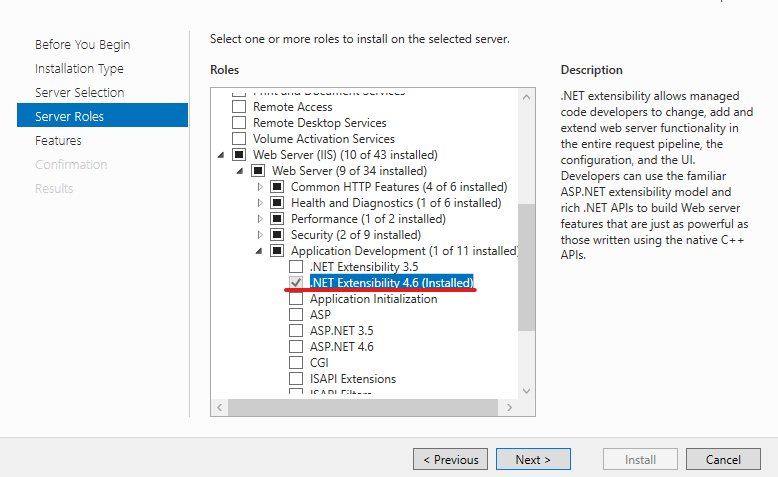 Before You Begin
Installation Type
Server Selection
Server Roles
Features
Confirmation
Results
Select one or more roles to install on the selected server.
Roles
Print and Document Services
Remote Access
Remote Desktop Services
Volume Activation Services
Web Server (IIS) (10 of 43 installed)
Web Server (9 of 34 installed)
Common HTTP Features (4 of 6 installed)
Health and Diagnostics (1 of 6 installed)
Performance (1 of 2 installed)
Security (2 of 9 installed)
Application Development (1 of 11 installed)
.NET Extensibility 3.5
.NET Extensibility 4.6 (Installed)
Application Initialization
ASP
ASP.NET 3.5
ASP.NET 4.6
CGI
ISAPI Extensions
ISAPI Filters
Description
.NET extensibility allows managed
code developers to change, add and
extend web server functionality in
the entire request pipeline, the
configuration, and the UI.
Developers can use the familiar
ASP.NET extensibility model and
rich .NET APIs to build Web server
features that are just as powerful as
those written using the native C++
APIs.
< Previous
Next >
Install
Cancel